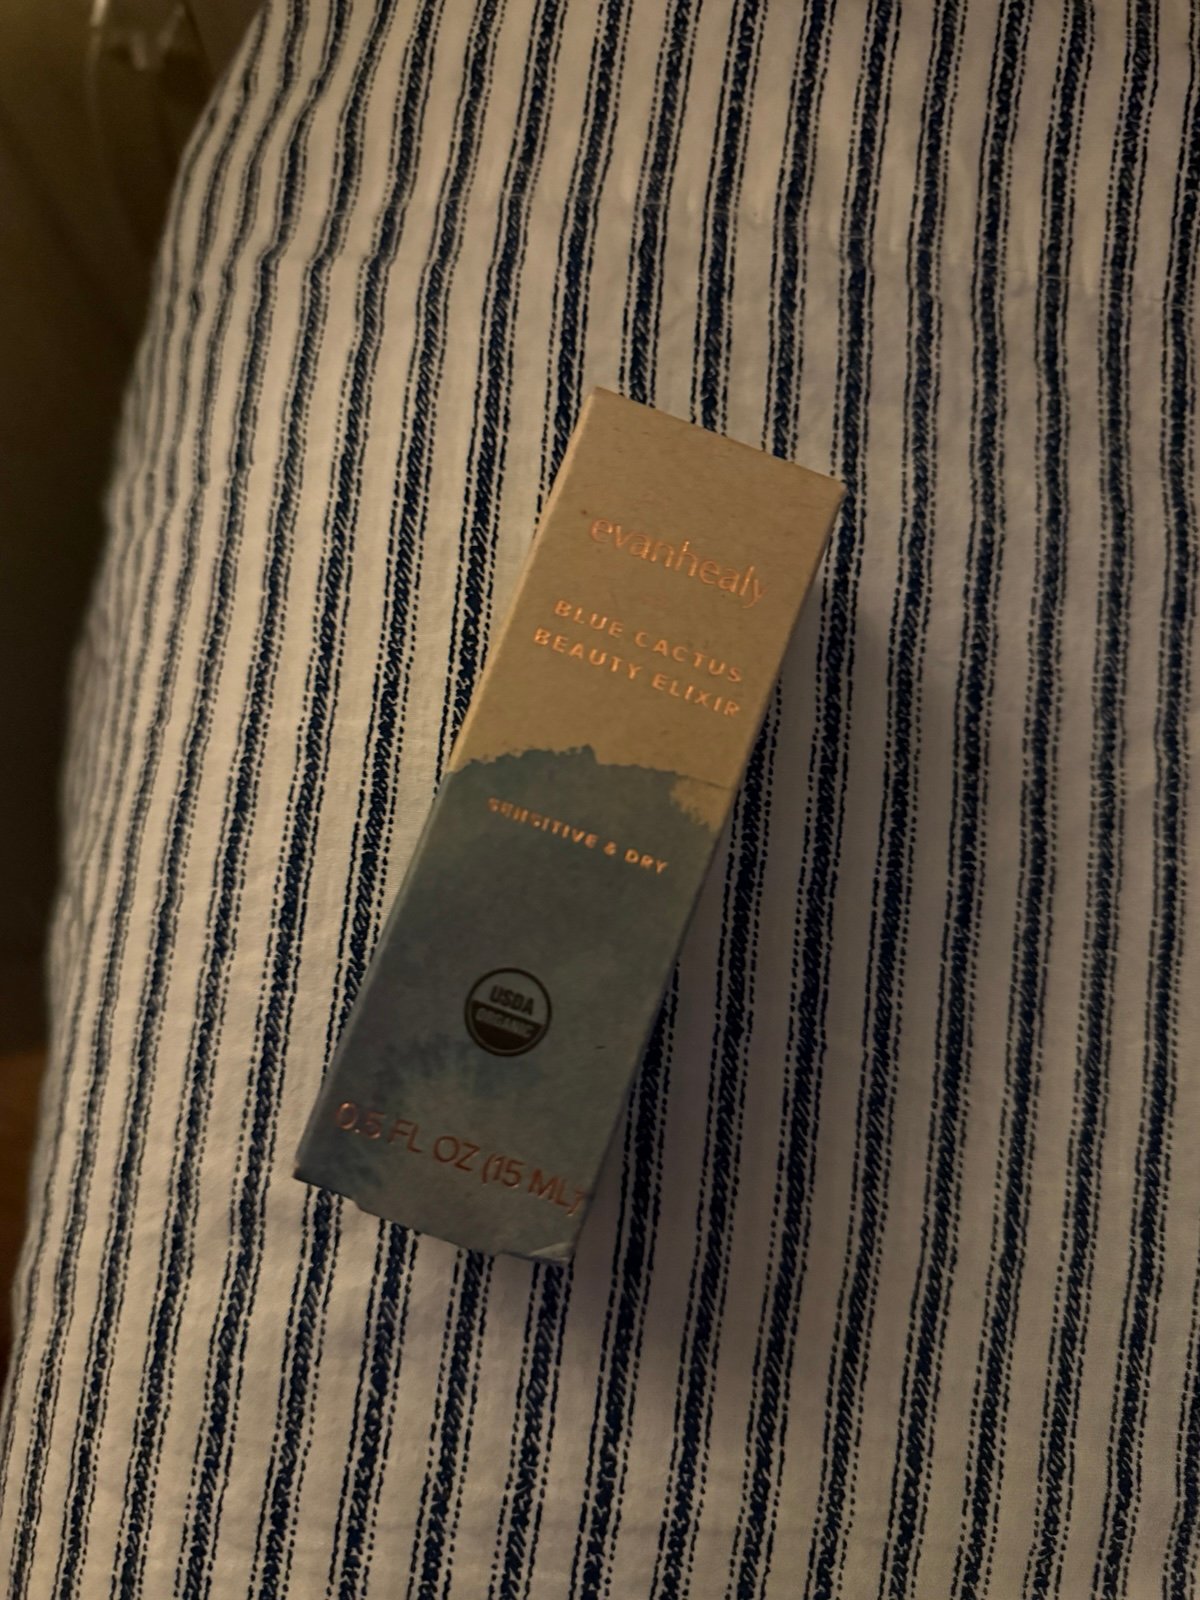 evanhealy
BLUE CACTUS
BEAUTY ELIXIR
SENSITIVE & DRY
USDA
ORGANIC
0.5 FL OZ (15 ML)